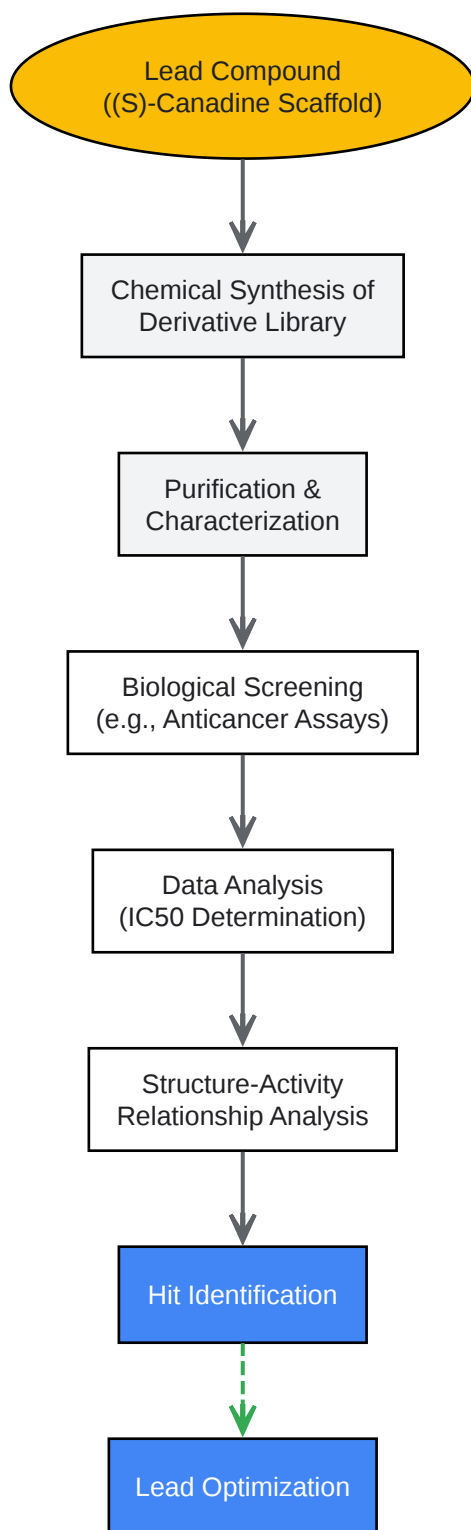 Lead Compound
((S)-Canadine Scaffold)
Chemical Synthesis of
Derivative Library
Purification &
Characterization
Biological Screening
(e.g., Anticancer Assays)
Data Analysis
(IC50 Determination)
Structure-Activity
Relationship Analysis
Hit Identification
Lead Optimization